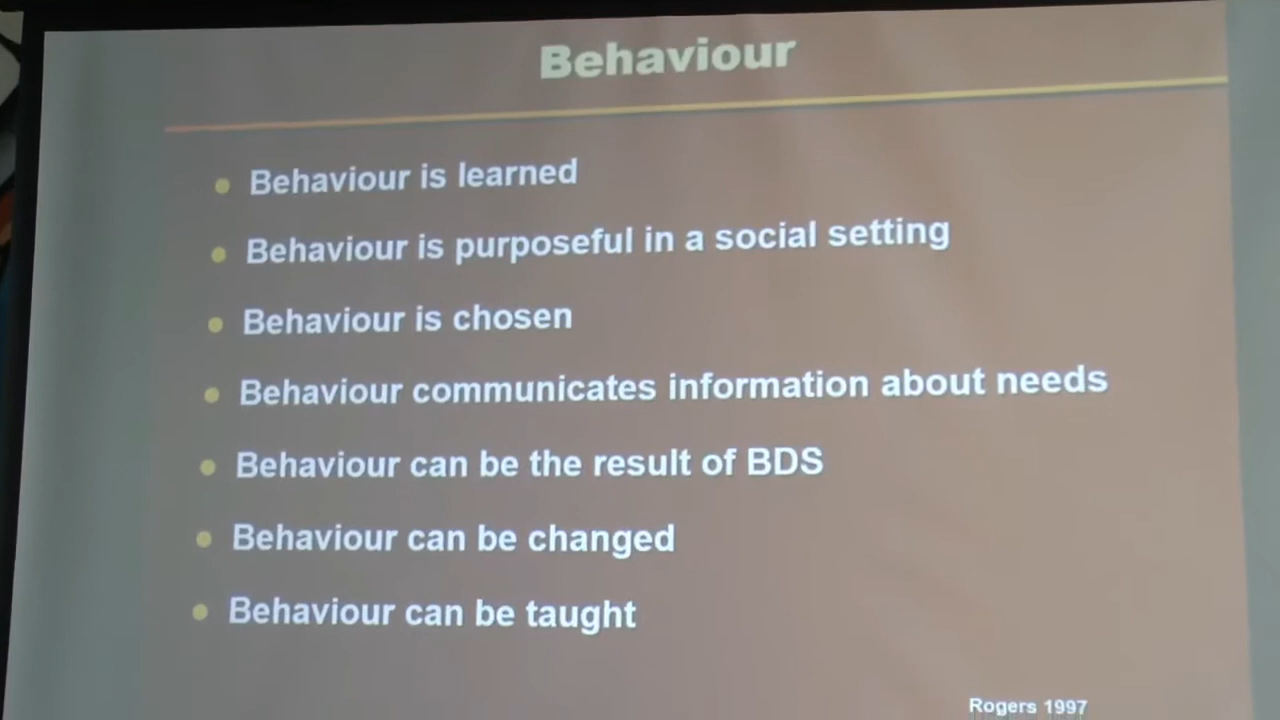 Behaviour
Behaviour is learned
Behaviour is purposeful in a social setting
Behaviour is chosen
Behaviour communicates information about needs
Behaviour can be the result of BDS
Behaviour can be changed
Behaviour can be taught
Rogers 1997